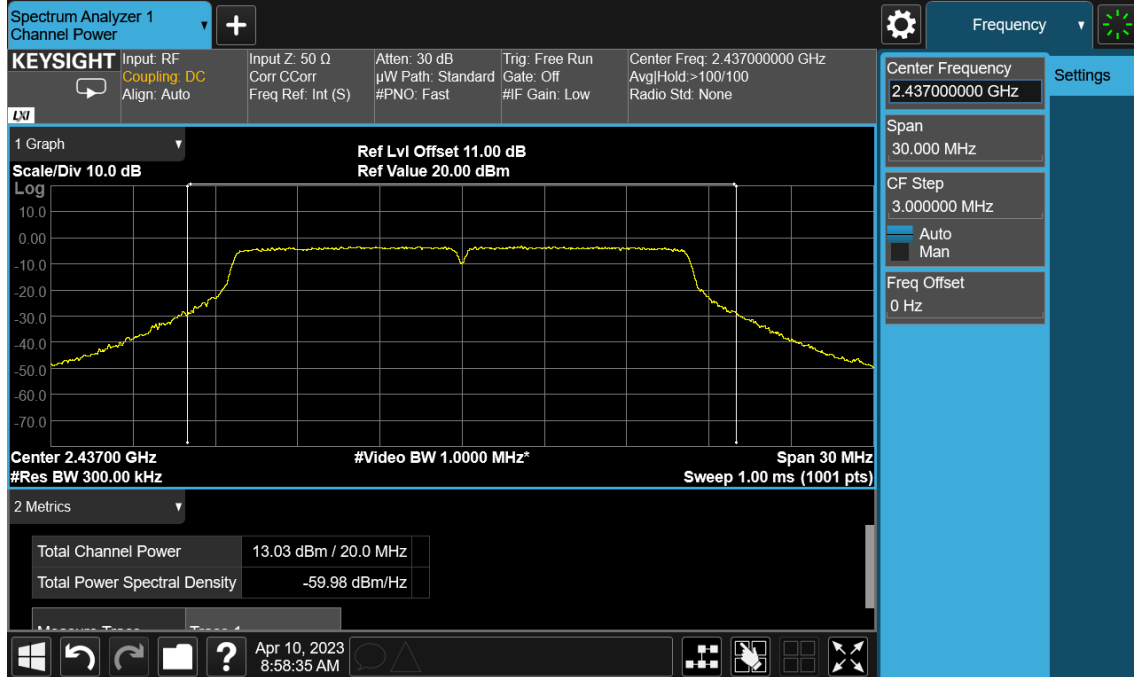 Spectrum Analyzer 1
Channel Power
+
Frequency
KEYSIGHT
LXI
Input: RF
Coupling: DC
Align: Auto
Input Z: 50 Ω
Corr CCorr
Freq Ref: Int (S)
Atten: 30 dB
µW Path: Standard
#PNO: Fast
Trig: Free Run
Gate: Off
#IF Gain: Low
Center Freq: 2.437000000 GHz
Avg|Hold:>100/100
Radio Std: None
Center Frequency
2.437000000 GHz
Settings
Span
30.000 MHz
CF Step
3.000000 MHz
Auto
Man
Freq Offset
0 Hz
1 Graph
Scale/Div 10.0 dB
Ref Lvl Offset 11.00 dB
Ref Value 20.00 dBm
Log
10.0
0.00
-10.0
-20.0
-30.0
-40.0
-50.0
-60.0
-70.0
Center 2.43700 GHz
#Video BW 1.0000 MHz*
Span 30 MHz
#Res BW 300.00 kHz
Sweep 1.00 ms (1001 pts)
2 Metrics
Total Channel Power 13.03 dBm / 20.0 MHz
Total Power Spectral Density -59.98 dBm/Hz
Measure Trace Trace 1
?
Apr 10, 2023
8:58:35 AM